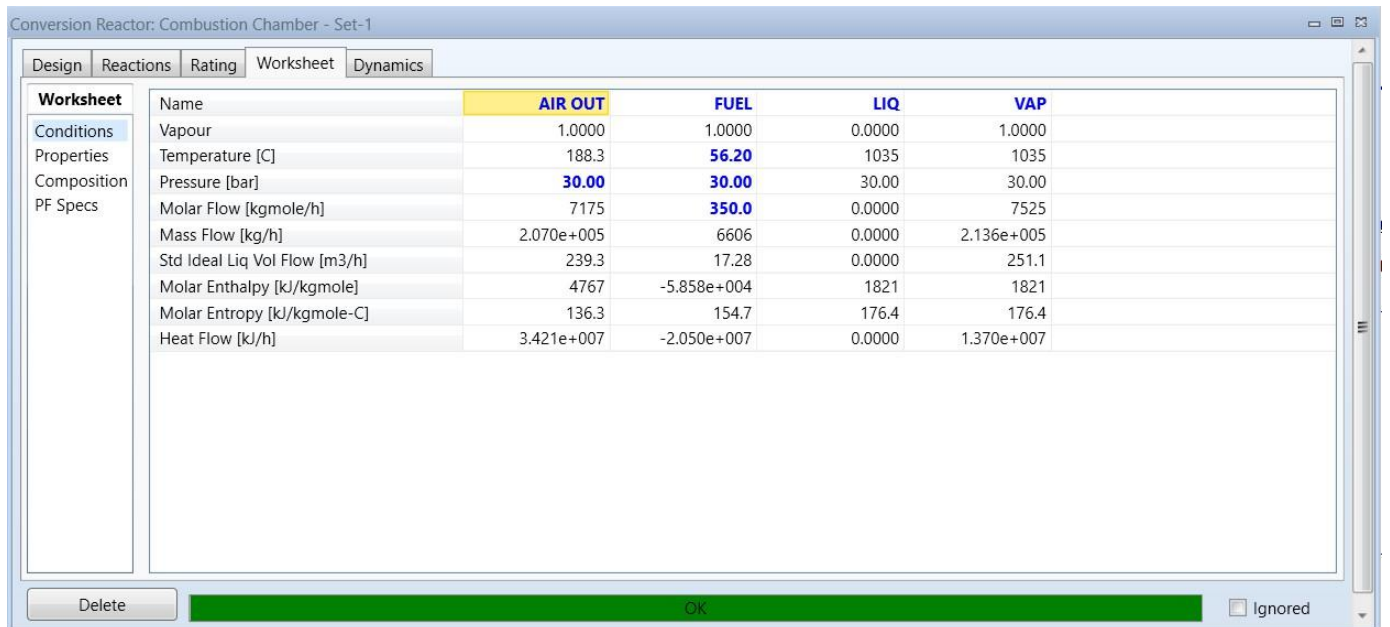 Conversion Reactor: Combustion Chamber - Set-1
Design Reactions Rating Worksheet Dynamics
Worksheet
Conditions
Properties
Composition
PF Specs
Name AIR OUT FUEL LIQ VAP
Vapour 1.0000 1.0000 0.0000 1.0000
Temperature [C] 188.3 56.20 1035 1035
Pressure [bar] 30.00 30.00 30.00 30.00
Molar Flow [kgmole/h] 7175 350.0 0.0000 7525
Mass Flow [kg/h] 2.070e+005 6606 0.0000 2.136e+005
Std Ideal Liq Vol Flow [m3/h] 239.3 17.28 0.0000 251.1
Molar Enthalpy [kJ/kgmole] 4767 -5.858e+004 1821 1821
Molar Entropy [kJ/kgmole-C] 136.3 154.7 176.4 176.4
Heat Flow [kJ/h] 3.421e+007 -2.050e+007 0.0000 1.370e+007
Delete OK Ignored